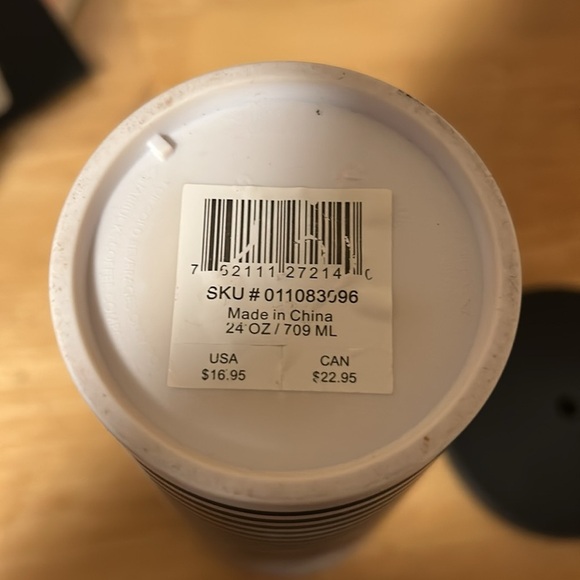 7 62111 27214 0
SKU # 011083096
Made in China
24 OZ / 709 ML
USA CAN
$16.95 $22.95